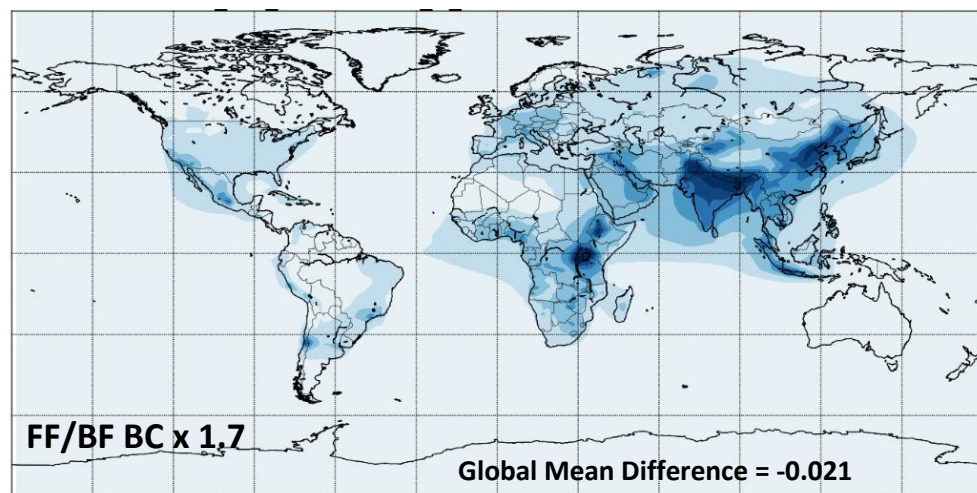 FF/BF BC x 1.7
Global Mean Difference = -0.021